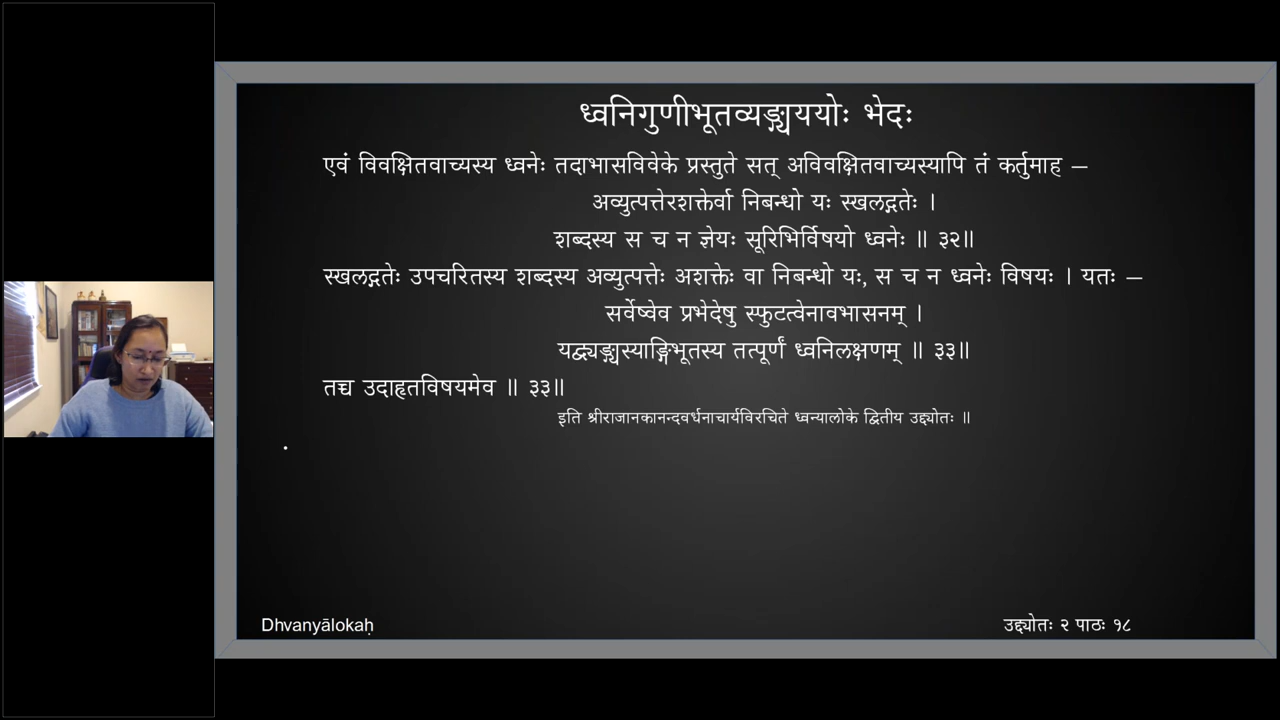 ध्वनिगुणीभूतव्यङ्ग्यययोः भेदः
एवं विवक्षितवाच्यस्य ध्वनेः तदाभासविवेके प्रस्तुते सत् अविवक्षितवाच्यस्यापि तं कर्तुमाह –
अव्युत्पत्तेरशक्तेर्वा निबन्धो यः स्खलद्गतेः ।
शब्दस्य स च न ज्ञेयः सूरिभिर्विषयो ध्वनेः ॥ ३२॥
स्खलद्गतेः उपचरितस्य शब्दस्य अव्युत्पत्तेः अशक्तेः वा निबन्धो यः, स च न ध्वनेः विषयः । यतः –
सर्वेष्वेव प्रभेदेषु स्फुटत्वेनावभासनम् ।
यद्व्यङ्ग्यस्याङ्गिभूतस्य तत्पूर्णं ध्वनिलक्षणम् ॥ ३३॥
तच्च उदाहृतविषयमेव ॥ ३३॥
इति श्रीराजानकानन्दवर्धनाचार्यविरचिते ध्वन्यालोके द्वितीय उद्द्योतः ॥
Dhvanyālokaḥ
उद्द्योतः २ पाठः १८